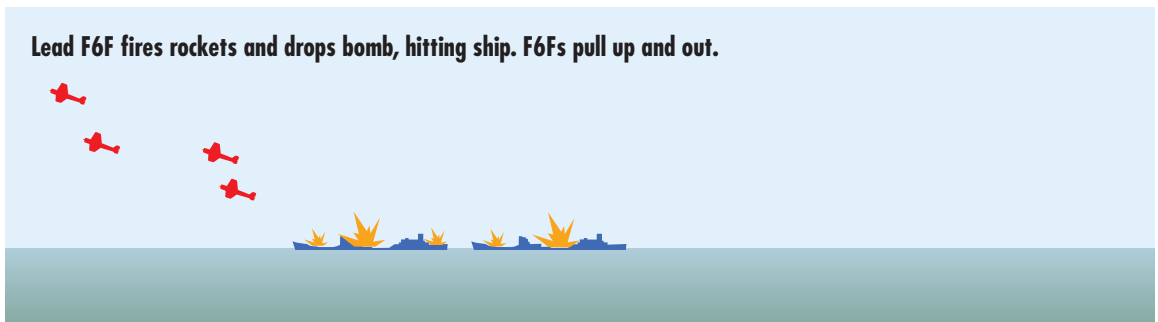 Lead F6F fires rockets and drops bomb, hitting ship. F6Fs pull up and out.